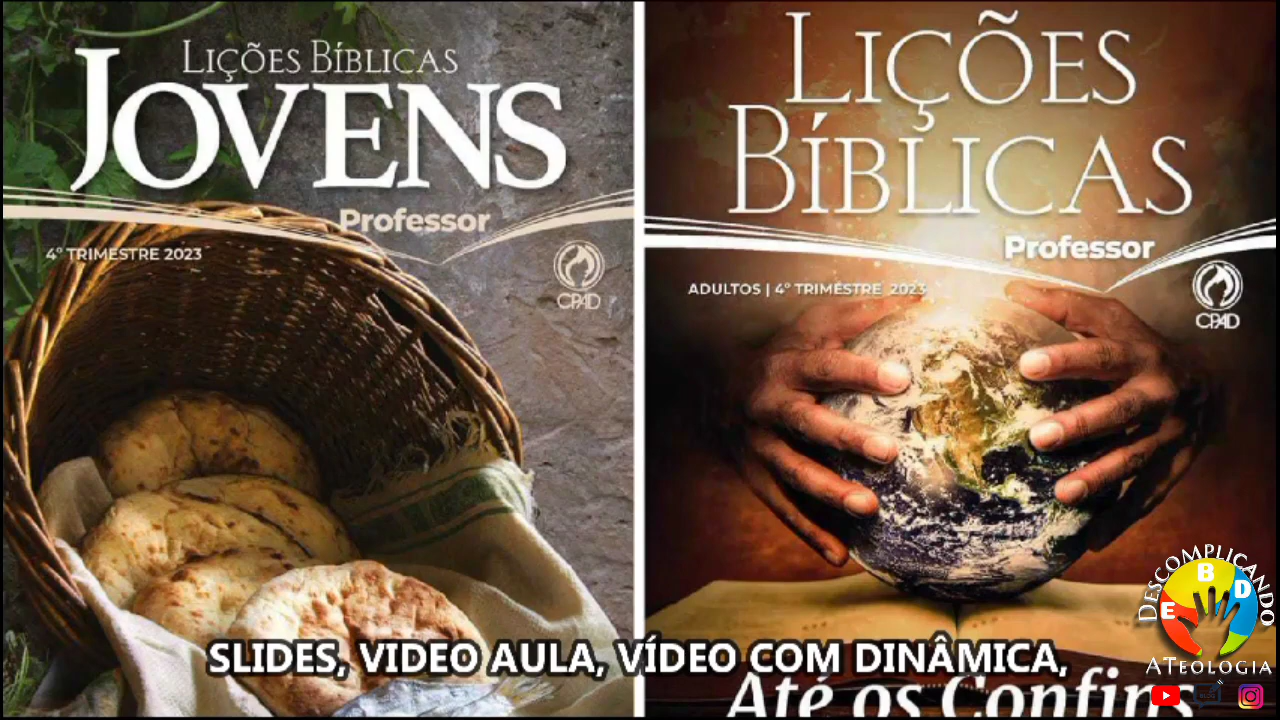 LIÇÕES BÍBLICAS
JOVENS
Professor
4º TRIMESTRE 2023
CPAD
LIÇÕES
BÍBLICAS
Professor
ADULTOS | 4º TRIMESTRE 2023
CPAD
SLIDES, VIDEO AULA, VÍDEO COM DINÂMICA,
Até os Confins
DESCOMPLICANDO
EBD
A TEOLOGIA